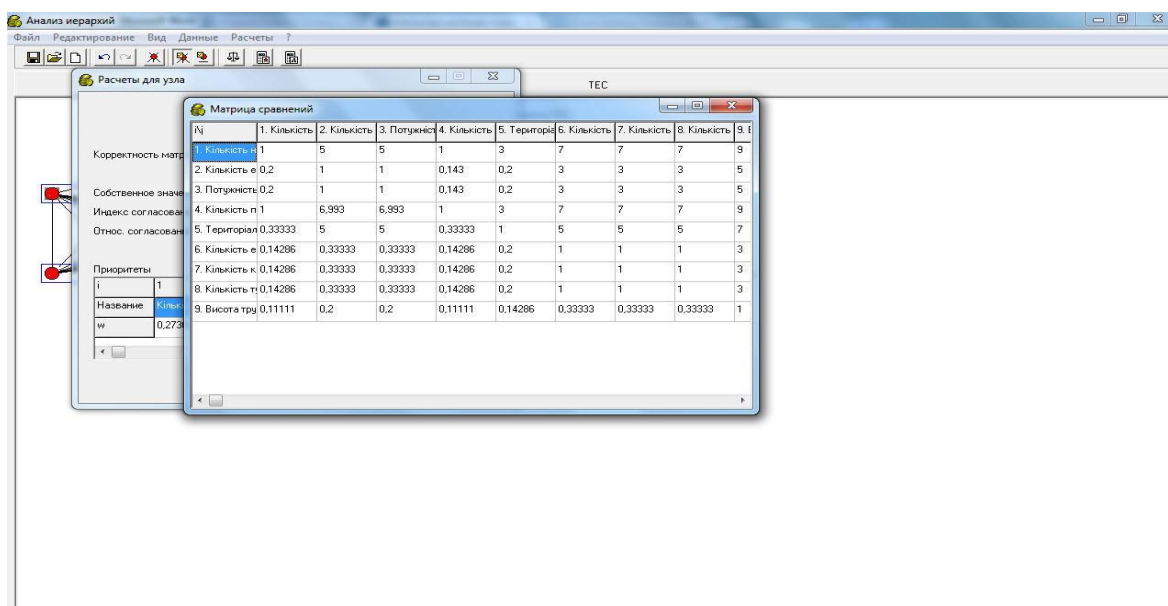 Анализ иерархий
Файл Редактирование Вид Данные Расчеты ?
ТЕС
Расчеты для узла
Корректность матр
Собственное значе
Индекс согласован
Относ. согласован
Приоритеты
i 1
Название Кільк
w 0,273
Матрица сравнений
i\j 1. Кількість 2. Кількість 3. Потужніст 4. Кількість 5. Територіа 6. Кількість 7. Кількість 8. Кількість 9. В
1. Кількість н 1 5 5 1 3 7 7 7 9
2. Кількість е 0,2 1 1 0,143 0,2 3 3 3 5
3. Потужність 0,2 1 1 0,143 0,2 3 3 3 5
4. Кількість п 1 6,993 6,993 1 3 7 7 7 9
5. Територіал 0,33333 5 5 0,33333 1 5 5 5 7
6. Кількість е 0,14286 0,33333 0,33333 0,14286 0,2 1 1 1 3
7. Кількість к 0,14286 0,33333 0,33333 0,14286 0,2 1 1 1 3
8. Кількість ту 0,14286 0,33333 0,33333 0,14286 0,2 1 1 1 3
9. Висота тру 0,11111 0,2 0,2 0,11111 0,14286 0,33333 0,33333 0,33333 1